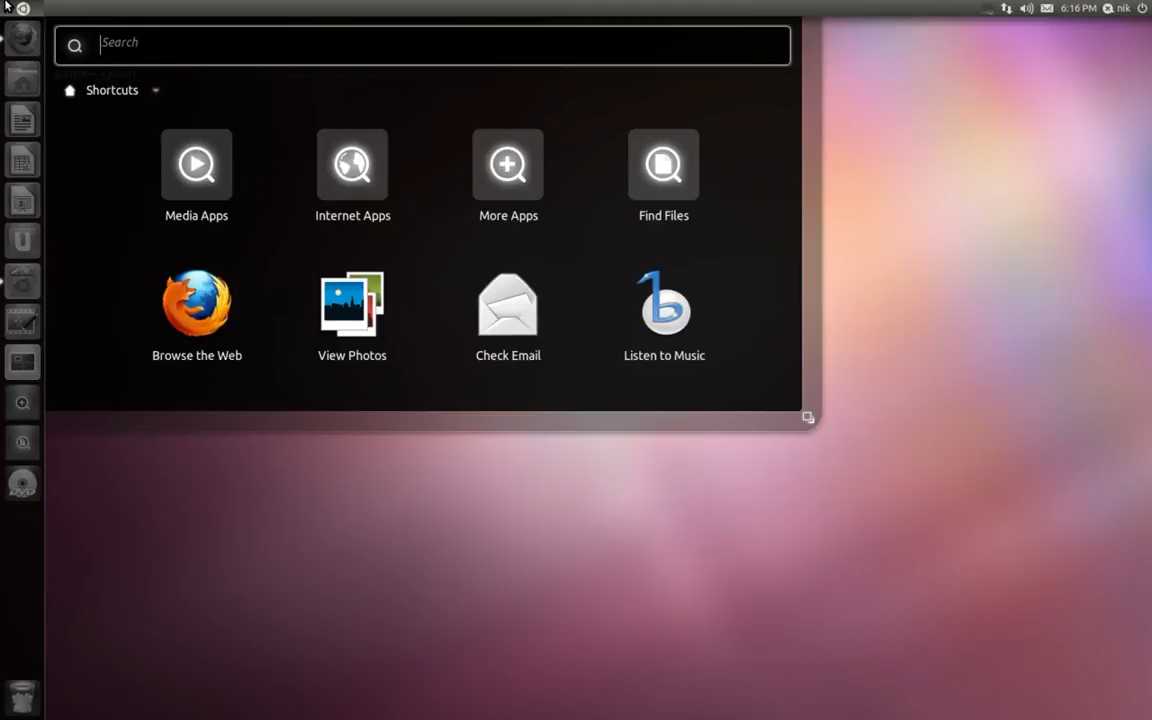 6:16 PM nik
Search
Shortcuts
Media Apps
Internet Apps
More Apps
Find Files
Browse the Web
View Photos
Check Email
Listen to Music
DVD